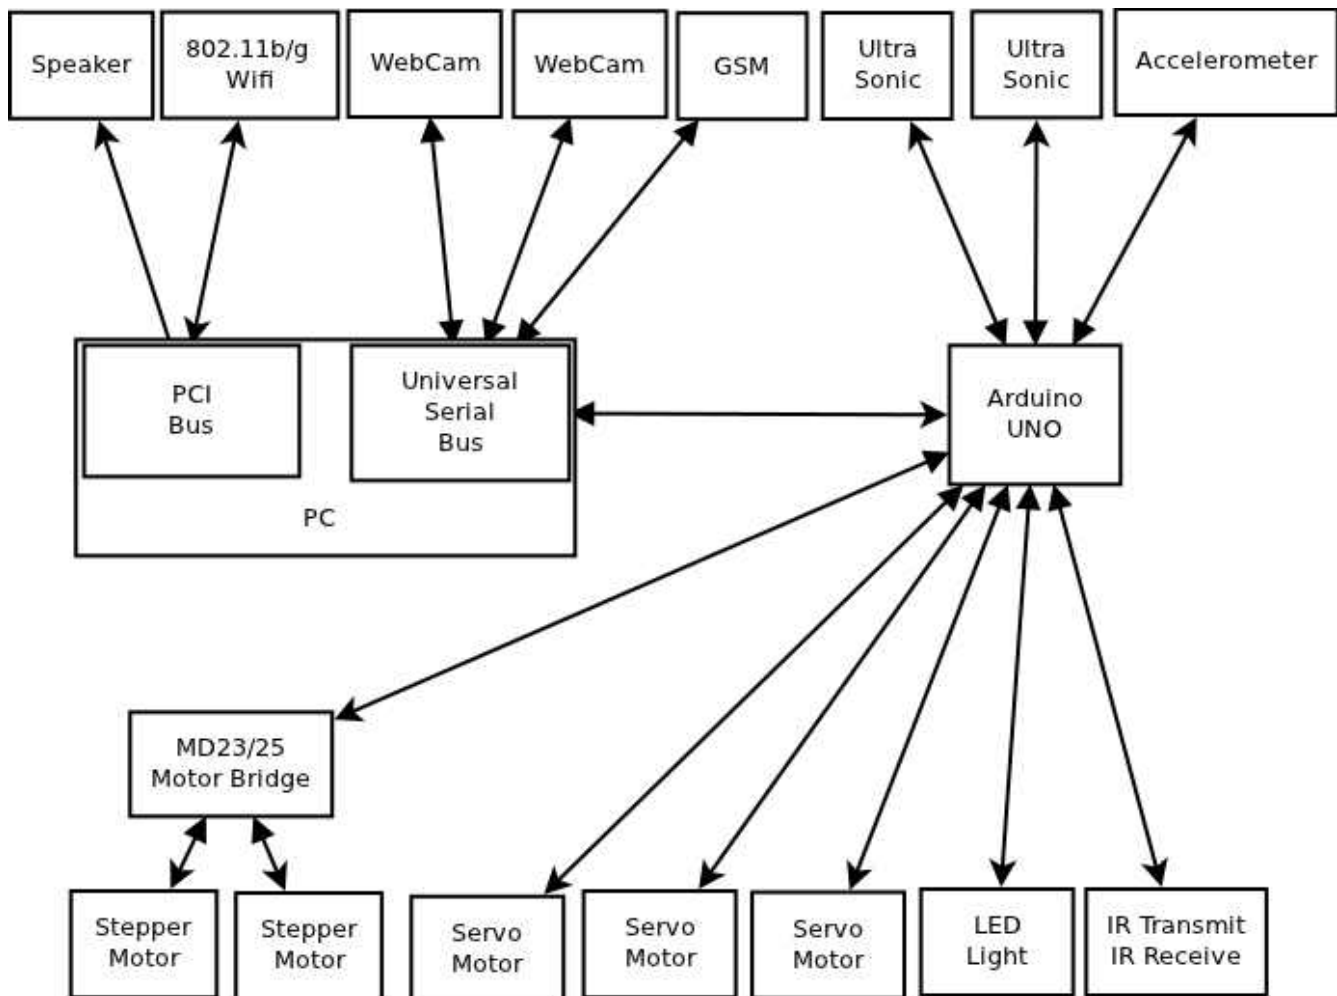 Speaker
802.11b/g
Wifi
WebCam
WebCam
GSM
Ultra
Sonic
Ultra
Sonic
Accelerometer
PCI
Bus
Universal
Serial
Bus
PC
Arduino
UNO
MD23/25
Motor Bridge
Stepper
Motor
Stepper
Motor
Servo
Motor
Servo
Motor
Servo
Motor
LED
Light
IR Transmit
IR Receive